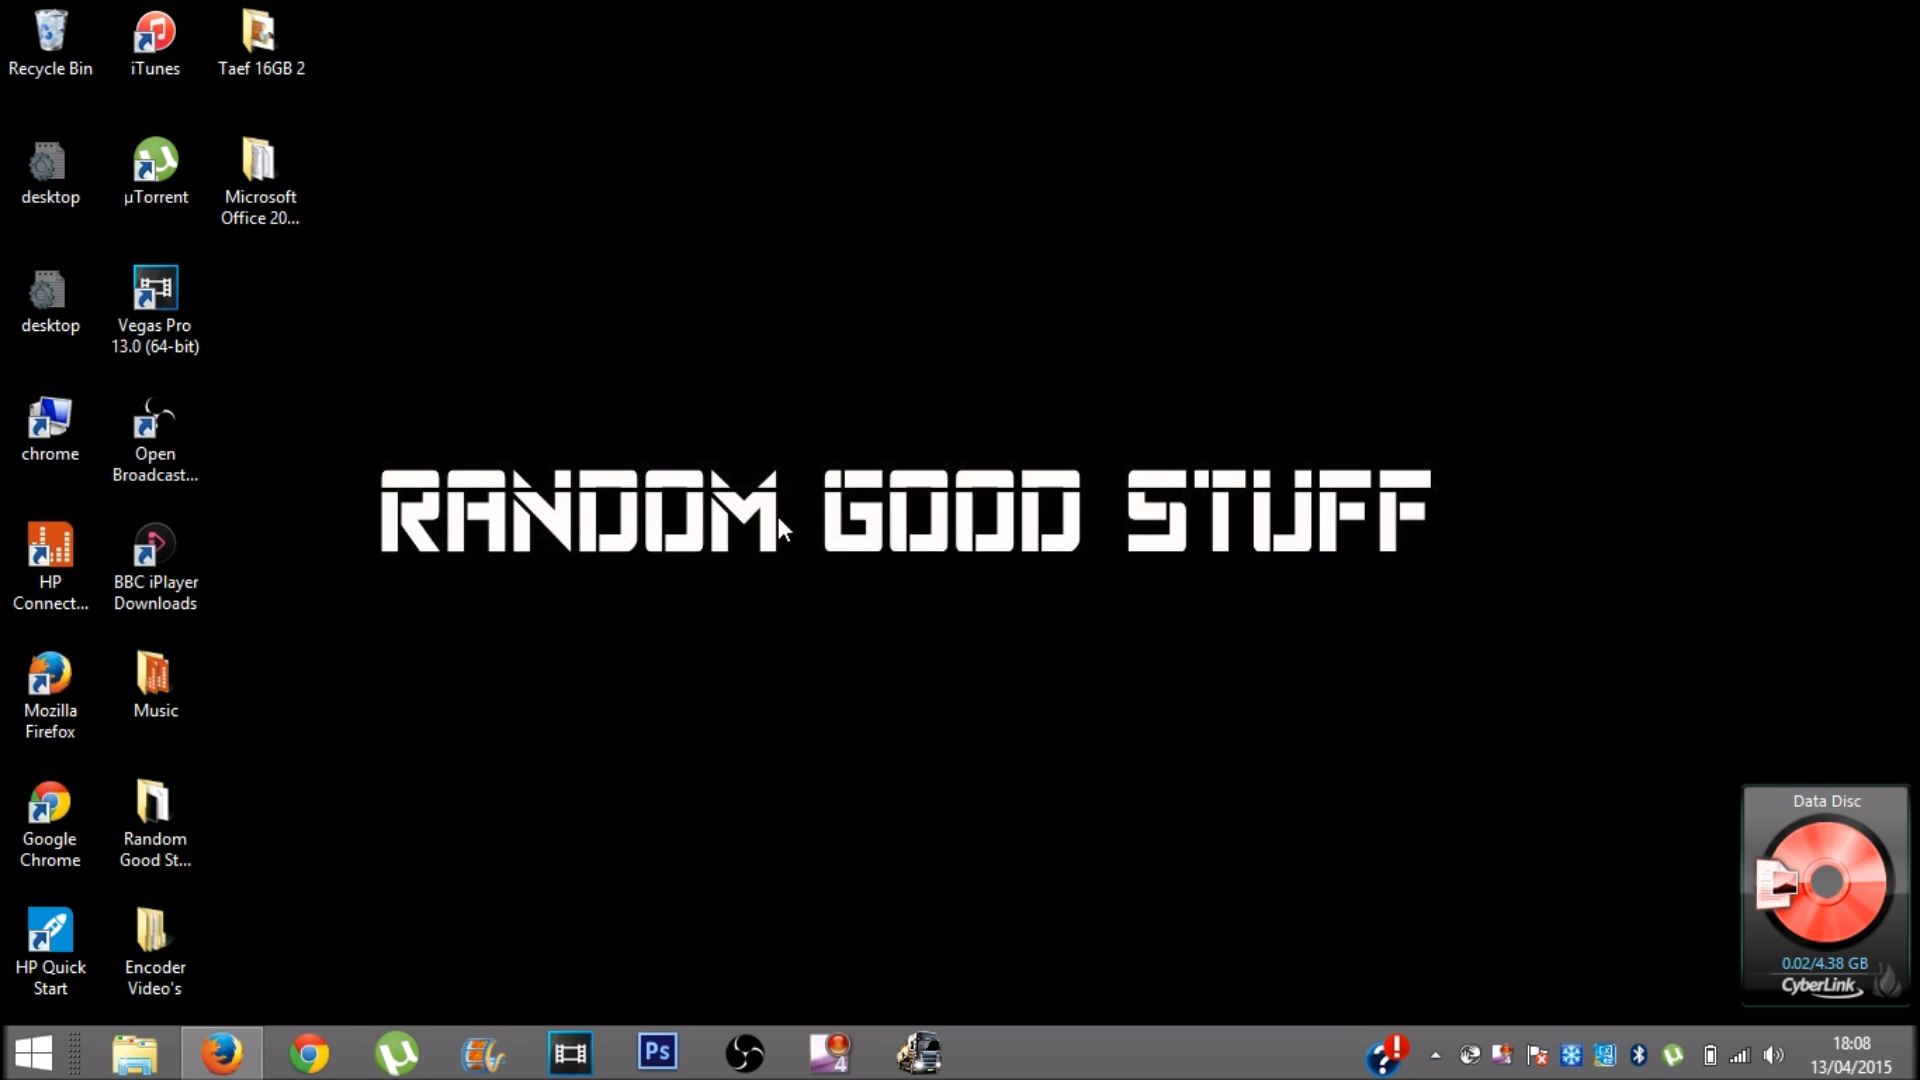 Recycle Bin
iTunes
Taef 16GB 2
desktop
µTorrent
Microsoft
Office 20...
desktop
Vegas Pro
13.0 (64-bit)
chrome
Open
Broadcast...
RANDOM GOOD STUFF
HP
Connect...
BBC iPlayer
Downloads
Mozilla
Firefox
Music
Google
Chrome
Random
Good St...
HP Quick
Start
Encoder
Video's
Data Disc
0.02/4.38 GB
CyberLink
Ps
4
18:08
13/04/2015